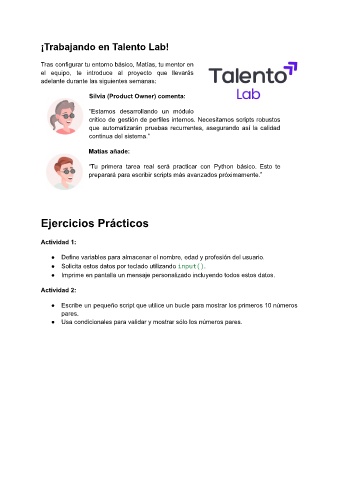 ¡Trabajando en Talento Lab!
Tras configurar tu entorno básico, Matías, tu mentor en
el equipo, te introduce al proyecto que llevarás
adelante durante las siguientes semanas:
Talento
Lab
Silvia (Product Owner) comenta:
“Estamos desarrollando un módulo
crítico de gestión de perfiles internos. Necesitamos scripts robustos
que automatizarán pruebas recurrentes, asegurando así la calidad
continua del sistema.”
Matías añade:
“Tu primera tarea real será practicar con Python básico. Esto te
preparará para escribir scripts más avanzados próximamente.”
Ejercicios Prácticos
Actividad 1:
● Define variables para almacenar el nombre, edad y profesión del usuario.
● Solicita estos datos por teclado utilizando input().
● Imprime en pantalla un mensaje personalizado incluyendo todos estos datos.
Actividad 2:
● Escribe un pequeño script que utilice un bucle para mostrar los primeros 10 números
pares.
● Usa condicionales para validar y mostrar sólo los números pares.